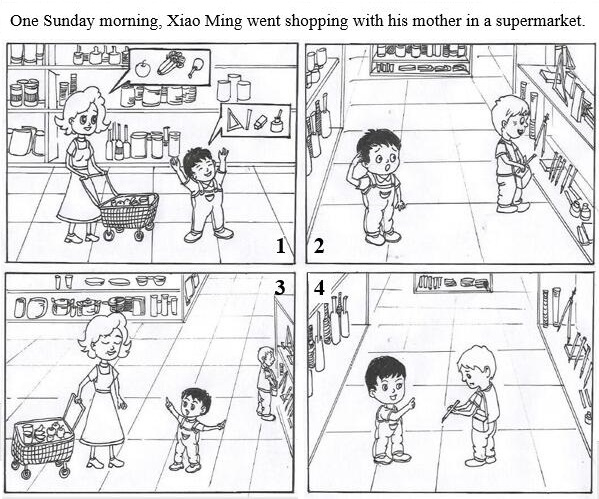 One Sunday morning, Xiao Ming went shopping with his mother in a supermarket.
1
2
3
4